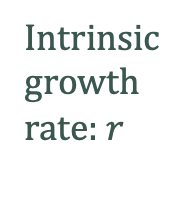 Intrinsic
growth
rate: r